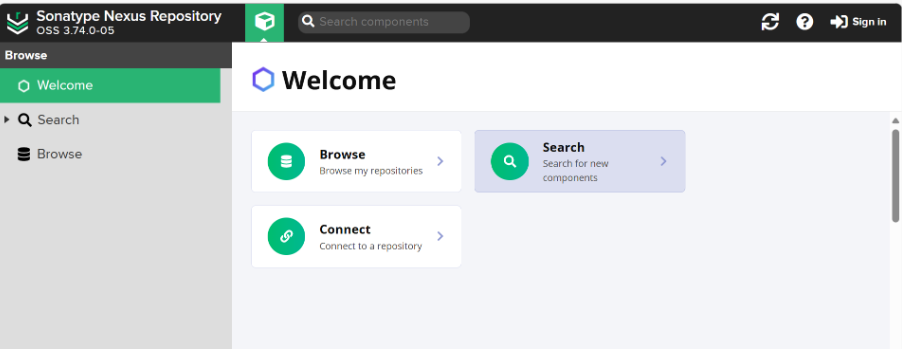 Sonatype Nexus Repository
OSS 3.74.0-05
Search components
Sign in
Browse
Welcome
Search
Browse
Welcome
Browse
Browse my repositories
Search
Search for new
components
Connect
Connect to a repository